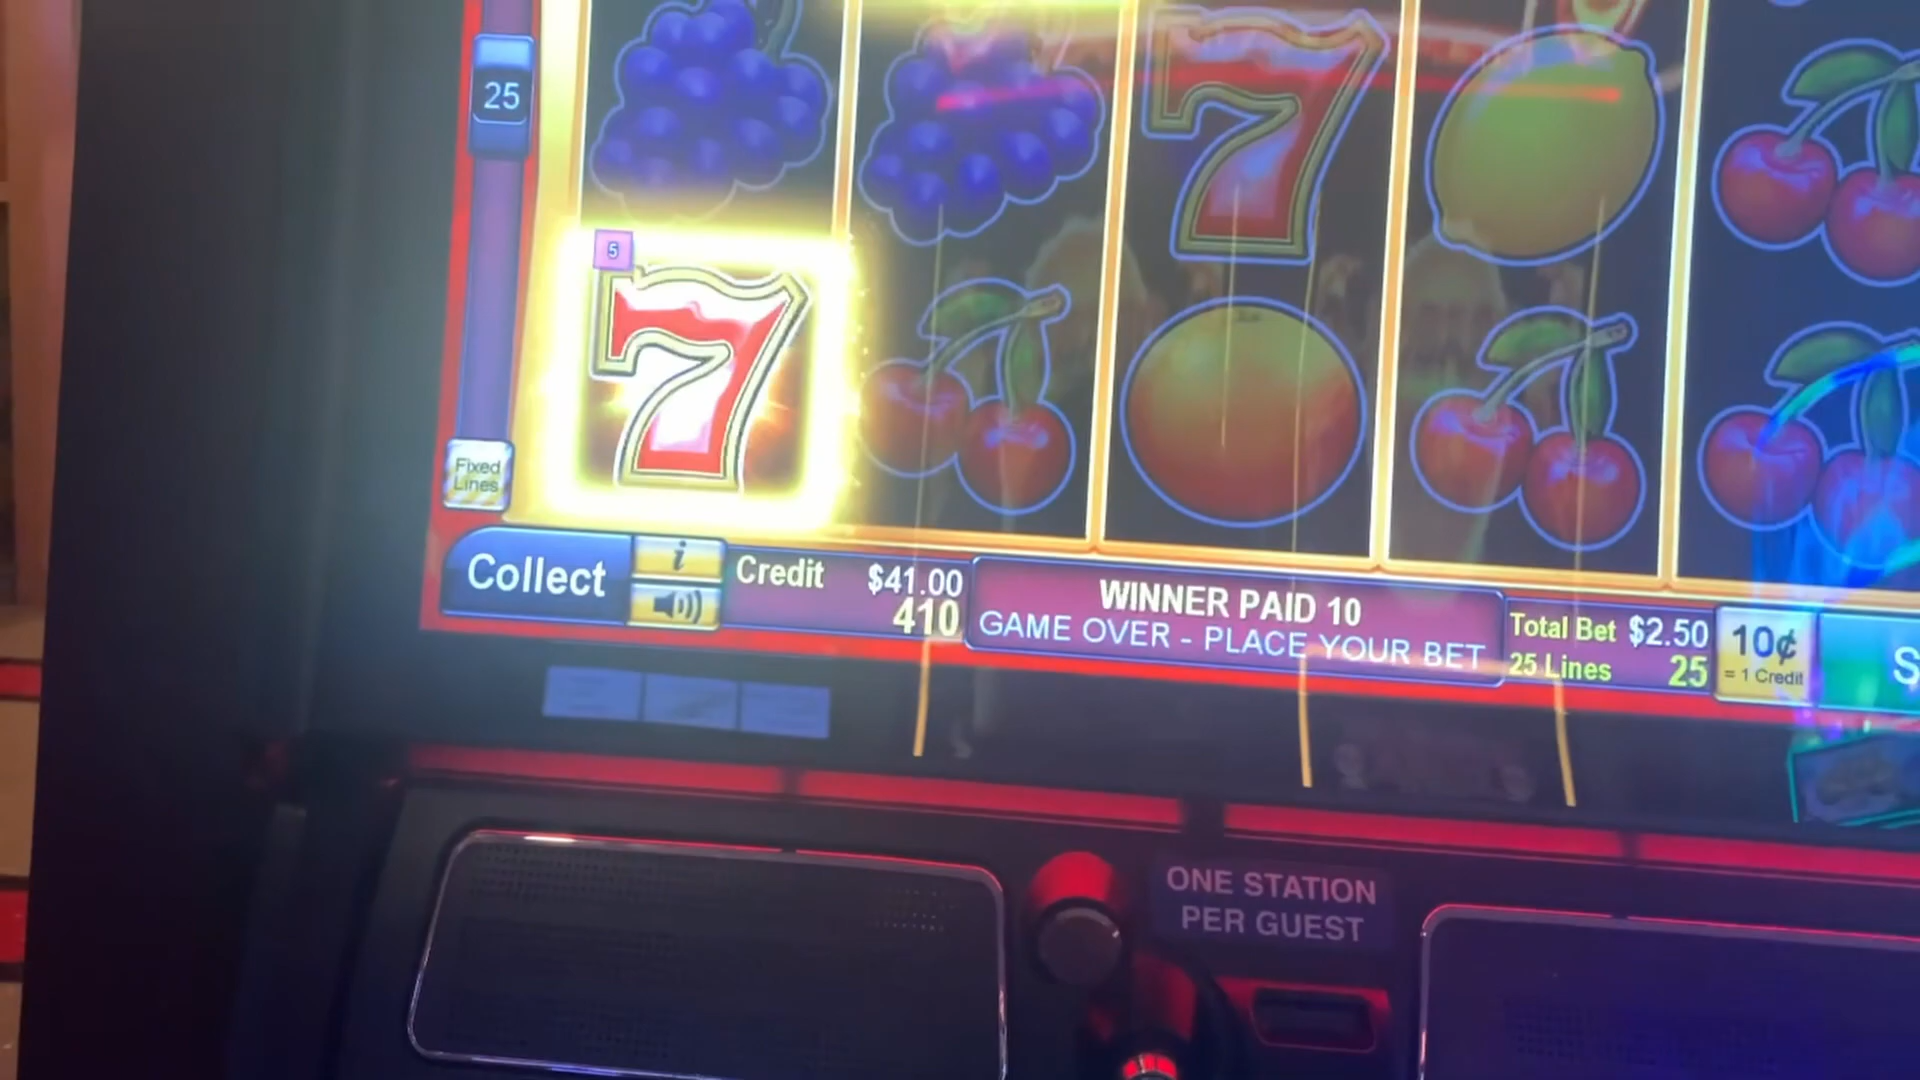 25
5
Fixed
Lines
Collect
i
Credit $41.00
410
WINNER PAID 10
GAME OVER - PLACE YOUR BET
Total Bet $2.50
25 Lines 25
10¢
= 1 Credit
S
ONE STATION
PER GUEST